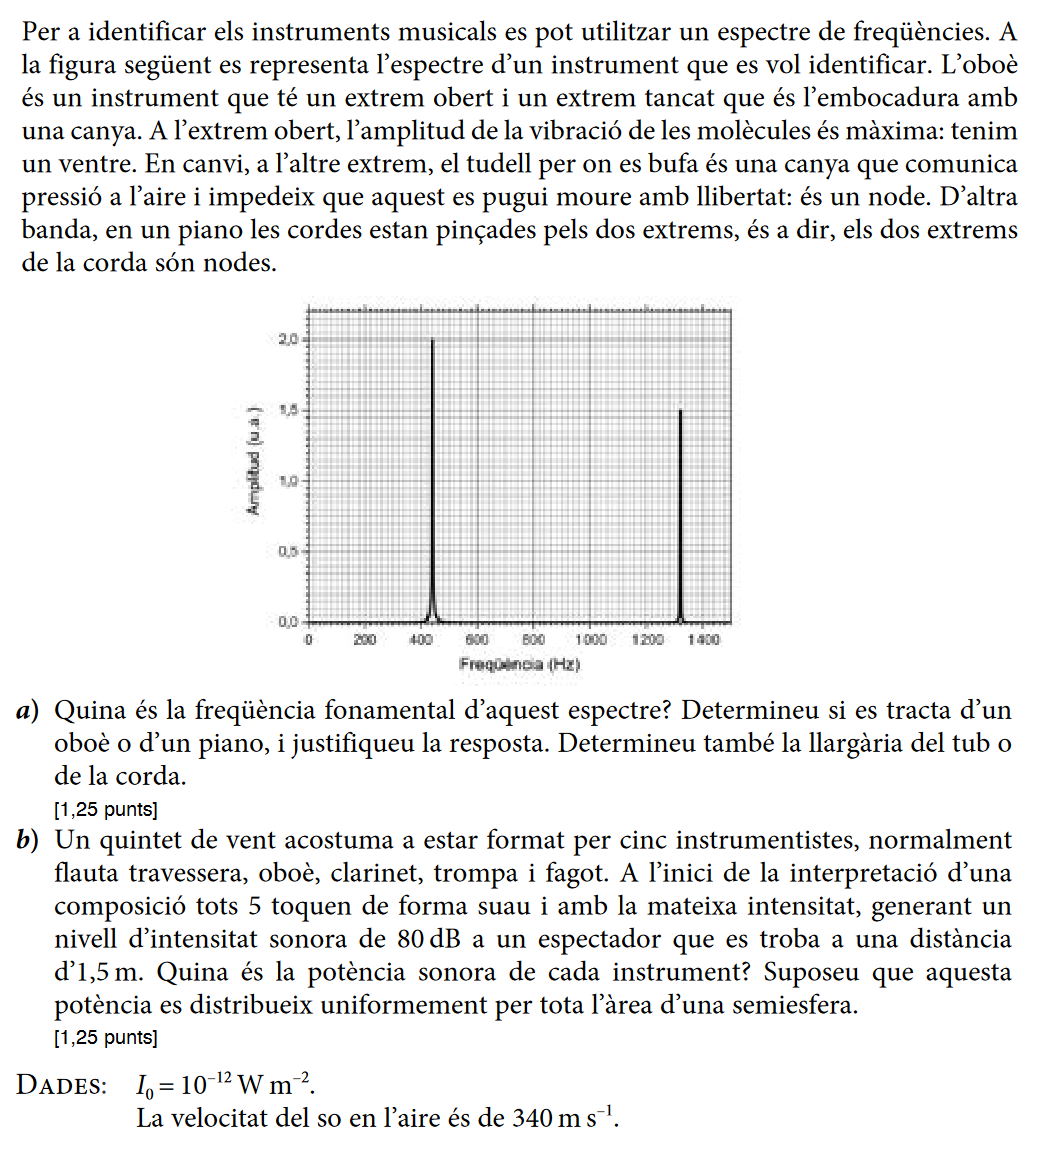 Per a identificar els instruments musicals es pot utilitzar un espectre de freqüències. A
la figura següent es representa l’espectre d’un instrument que es vol identificar. L’oboè
és un instrument que té un extrem obert i un extrem tancat que és l’embocadura amb
una canya. A l’extrem obert, l’amplitud de la vibració de les molècules és màxima: tenim
un ventre. En canvi, a l’altre extrem, el tudell per on es bufa és una canya que comunica
pressió a l’aire i impedeix que aquest es pugui moure amb llibertat: és un node. D’altra
banda, en un piano les cordes estan pinçades pels dos extrems, és a dir, els dos extrems
de la corda són nodes.
2,0
1,5
1,0
0,5
0,0
Amplitud (u.a.)
0 200 400 600 800 1000 1200 1400
Freqüència (Hz)
a) Quina és la freqüència fonamental d’aquest espectre? Determineu si es tracta d’un
oboè o d’un piano, i justifiqueu la resposta. Determineu també la llargària del tub o
de la corda.
[1,25 punts]
b) Un quintet de vent acostuma a estar format per cinc instrumentistes, normalment
flauta travessera, oboè, clarinet, trompa i fagot. A l’inici de la interpretació d’una
composició tots 5 toquen de forma suau i amb la mateixa intensitat, generant un
nivell d’intensitat sonora de 80 dB a un espectador que es troba a una distància
d’1,5 m. Quina és la potència sonora de cada instrument? Suposeu que aquesta
potència es distribueix uniformement per tota l’àrea d’una semiesfera.
[1,25 punts]
DADES: I₀ = 10⁻¹² W m⁻².
La velocitat del so en l’aire és de 340 m s⁻¹.